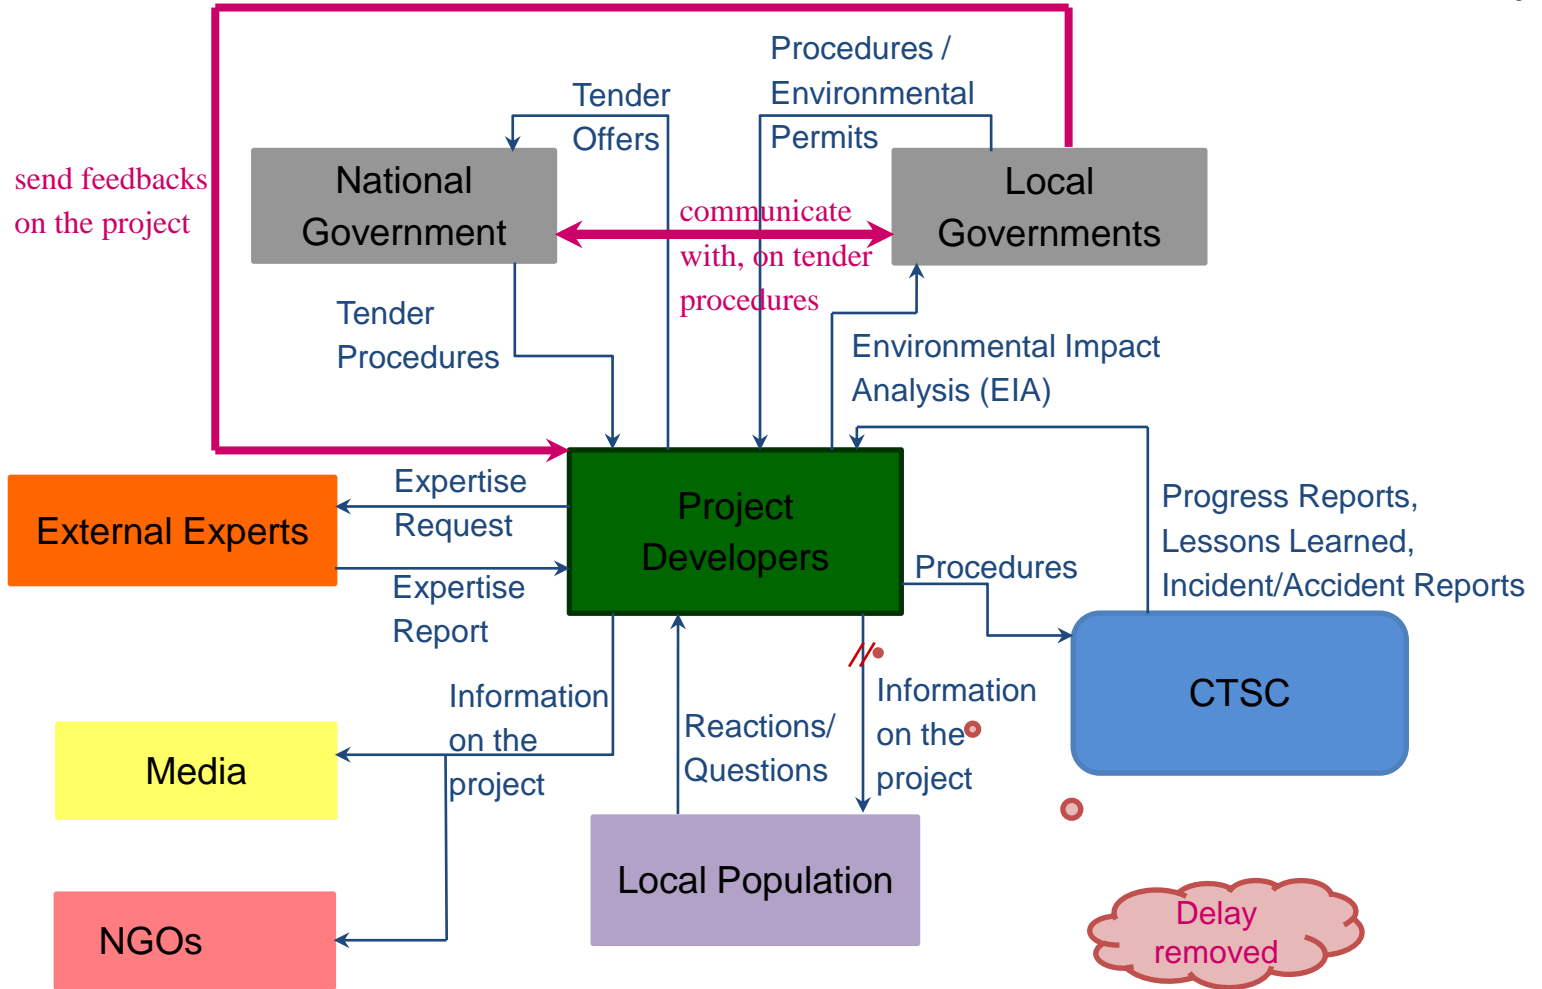 Procedures /
Environmental
Permits
Tender
Offers
send feedbacks
on the project
National
Government
communicate
with, on tender
procedures
Local
Governments
Tender
Procedures
Environmental Impact
Analysis (EIA)
External Experts
Expertise
Request
Expertise
Report
Project
Developers
Procedures
Progress Reports,
Lessons Learned,
Incident/Accident Reports
CTSC
Information
on the
project
Reactions/
Questions
Information
on the
project
Media
Local Population
NGOs
Delay
removed